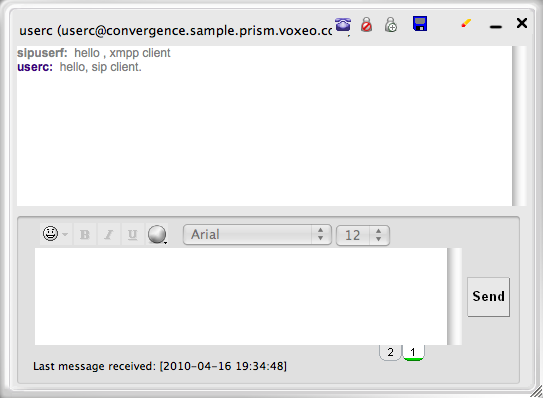 userc (userc@convergence.sample.prism.voxeo.cc
sipuserf: hello , xmpp client
userc: hello, sip client.
B I U Arial 12
Send
2 1
Last message received: [2010-04-16 19:34:48]